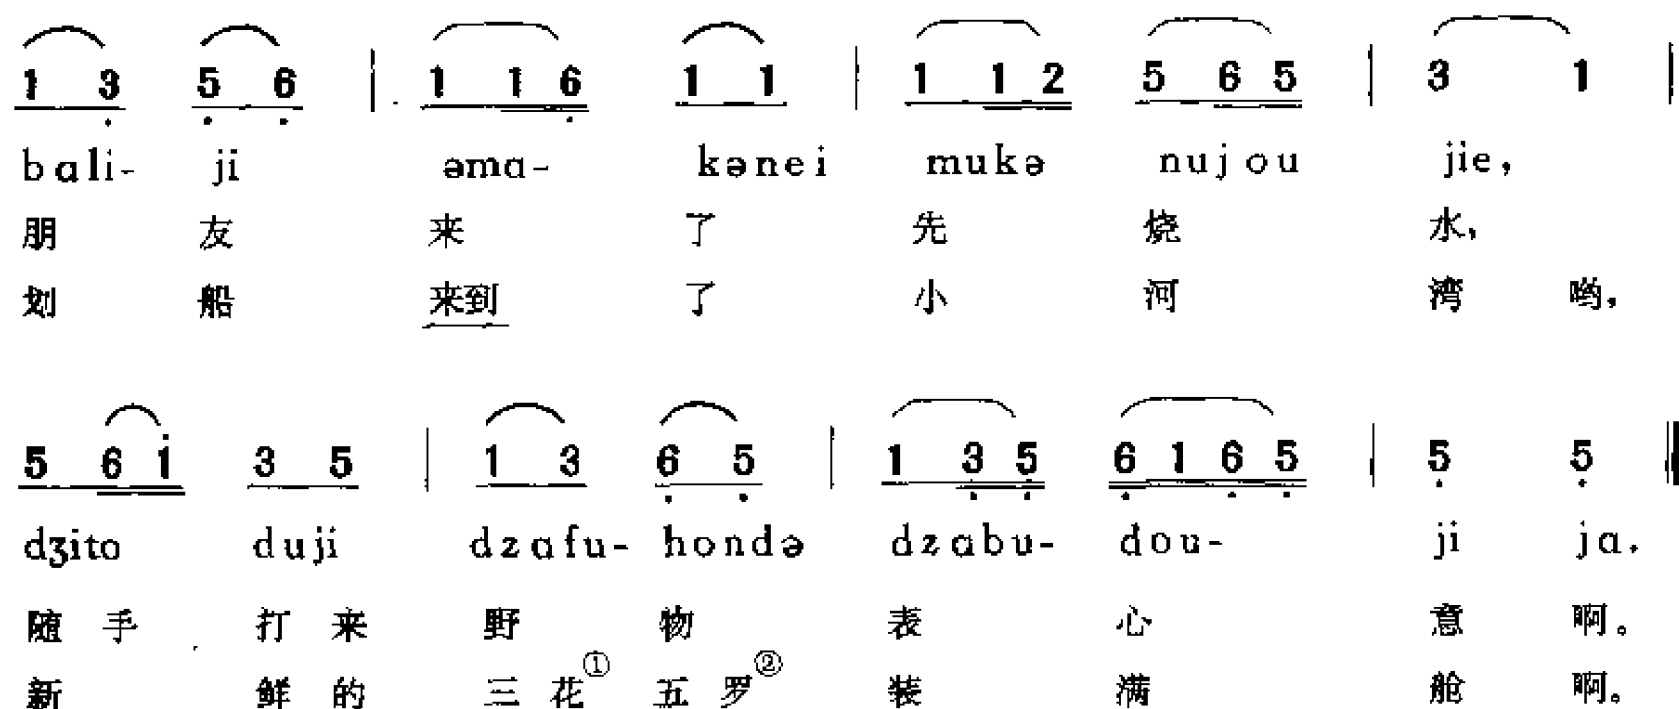 1 3 5 6 | 1 1 6 1 1 | 1 1 2 5 6 5 | 3 1 |
bali- ji əma- kənei mukə nujou jie,
朋 友 来 了 先 烧 水,
划 船 来到 了 小 河 湾 哟,
5 6 i 3 5 | 1 3 6 5 | 1 3 5 6 1 6 5 | 5 5 ‖
dʒito duji dzafu- hondə dzabu- dou- ji ja.
随 手 打 来 野 物 表 心 意 啊。
新 鲜 的 三 花① 五 罗② 装 满 舱 啊。